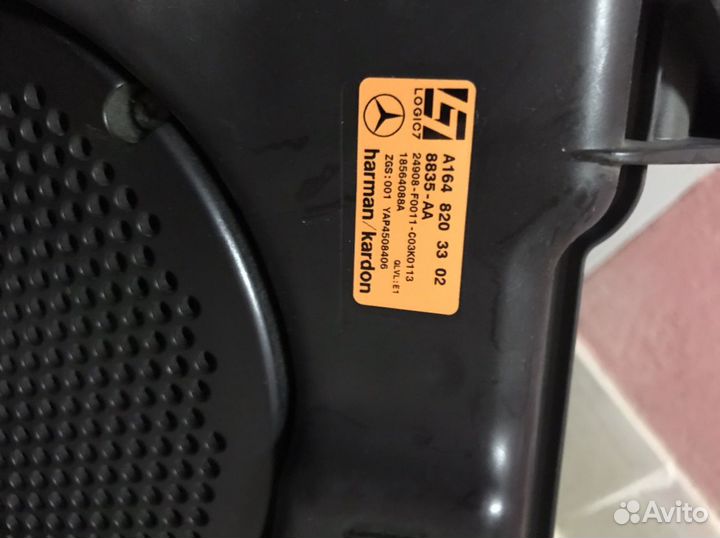 LOGIC7
A164 820 33 02
8835-AA
24908-F0011-C03K0113
18564088A
ZGS:001 YAP4508406
QLVL:E1
harman/kardon
Avito